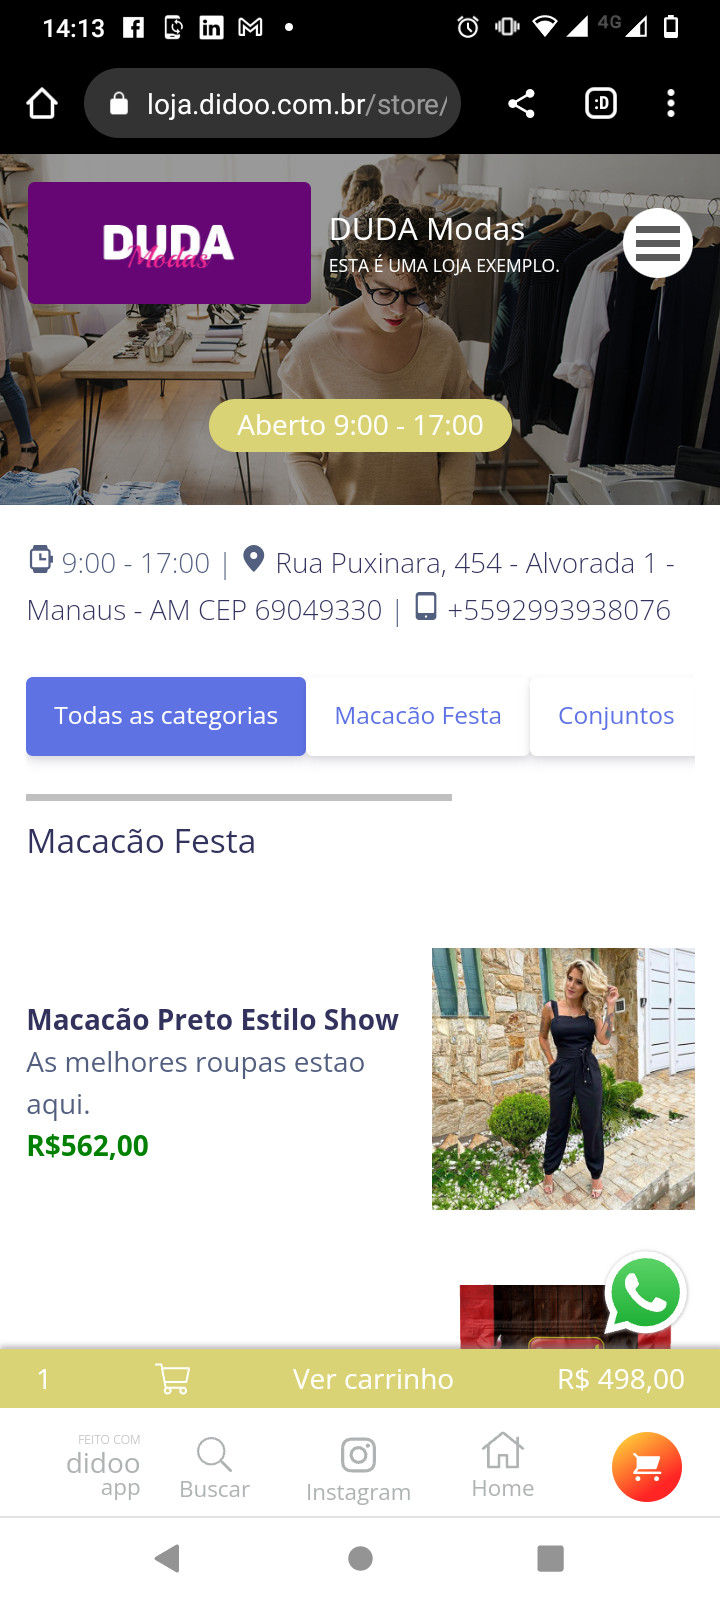 14:13
4G
loja.didoo.com.br/store/
:D
DUDA
Modas
DUDA Modas
ESTA É UMA LOJA EXEMPLO.
Aberto 9:00 - 17:00
9:00 - 17:00 | Rua Puxinara, 454 - Alvorada 1 -
Manaus - AM CEP 69049330 | +5592993938076
Todas as categorias
Macacão Festa
Conjuntos
Macacão Festa
Macacão Preto Estilo Show
As melhores roupas estao
aqui.
R$562,00
1
Ver carrinho
R$ 498,00
FEITO COM
didoo
app
Buscar
Instagram
Home